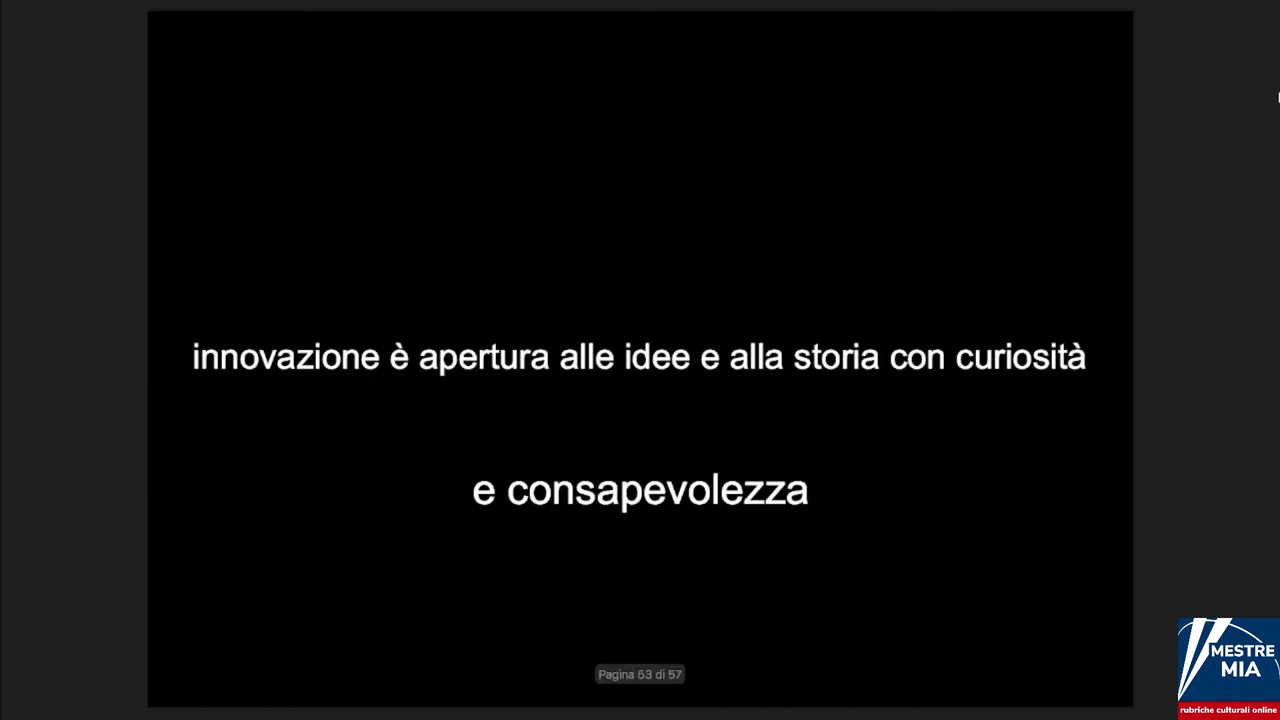 innovazione è apertura alle idee e alla storia con curiosità
e consapevolezza
Pagina 53 di 57
MESTRE
MIA
rubriche culturali online